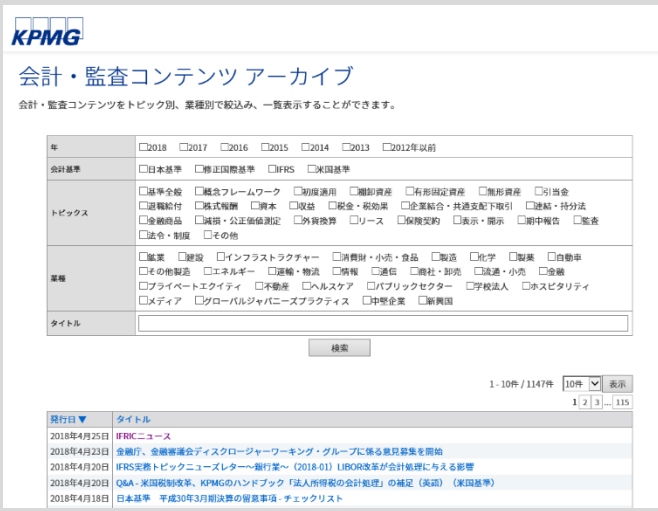 KPMG
会計・監査コンテンツ アーカイブ
会計・監査コンテンツをトピック別、業種別で絞込み、一覧表示することができます。
年 □2018 □2017 □2016 □2015 □2014 □2013 □2012年以前
会計基準 □日本基準 □修正国際基準 □IFRS □米国基準
□基準全般 □概念フレームワーク □初度適用 □棚卸資産 □有形固定資産 □無形資産 □引当金
□退職給付 □株式報酬 □資本 □収益 □税金・税効果 □企業結合・共通支配下取引 □連結・持分法
トピックス
□金融商品 □減損・公正価値測定 □外貨換算 □リース □保険契約 □表示・開示 □期中報告 □監査
□法令・制度 □その他
□鉱業 □建設 □インフラストラクチャー □消費財・小売・食品 □製造 □化学 □製薬 □自動車
□その他製造 □エネルギー □運輸・物流 □情報 □通信 □商社・卸売 □流通・小売 □金融
業種
□プライベートエクイティ □不動産 □ヘルスケア □パブリックセクター □学校法人 □ホスピタリティ
□メディア □グローバルジャパニーズプラクティス □中堅企業 □新興国
タイトル
検索
1 - 10件 / 1147件 10件 表示
1 2 3 ... 115
発行日▼ タイトル
2018年4月25日 IFRICニュース
2018年4月23日 金融庁、金融審議会ディスクロージャーワーキング・グループに係る意見募集を開始
2018年4月20日 IFRS実務トピックニューズレター～銀行業～（2018-01）LIBOR改革が会計処理に与える影響
2018年4月20日 Q&A - 米国税制改革、KPMGのハンドブック「法人所得税の会計処理」の補足（英語）（米国基準）
2018年4月18日 日本基準 平成30年3月期決算の留意事項 - チェックリスト